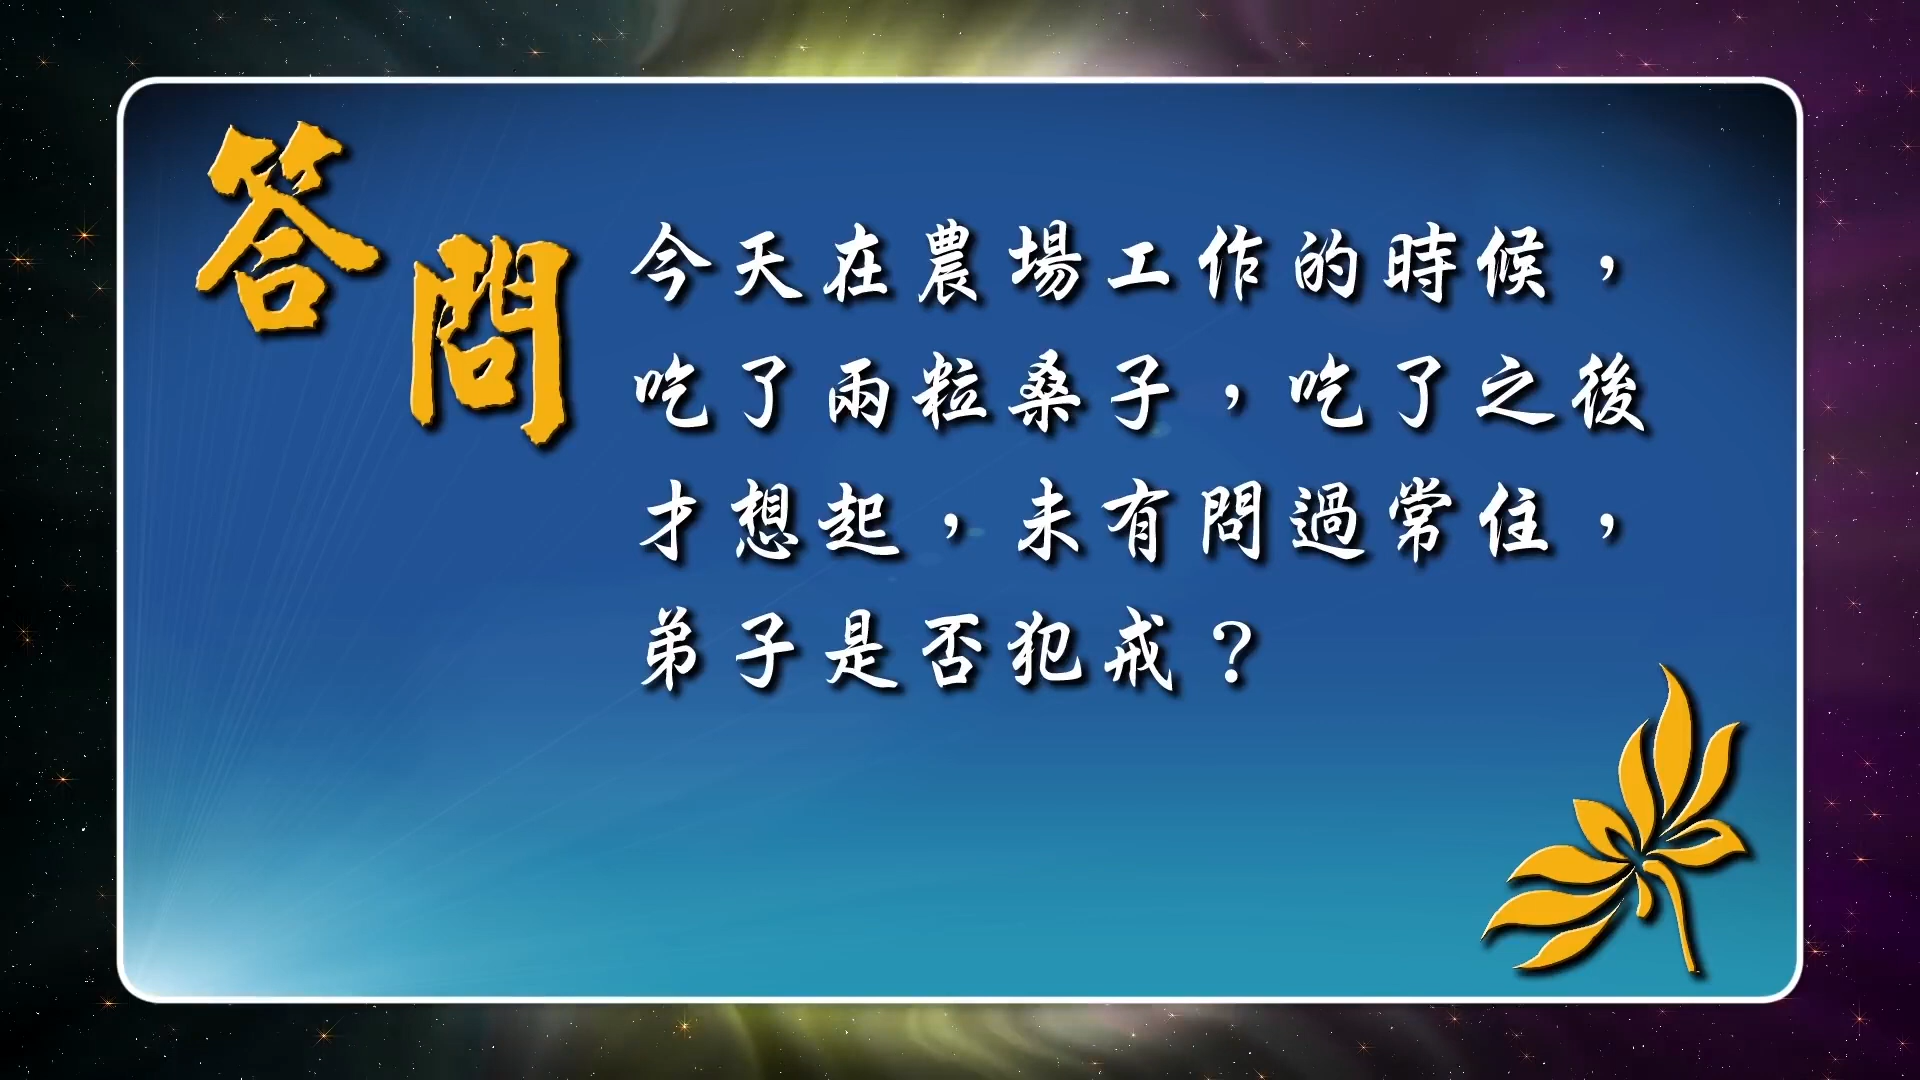 答問
今天在農場工作的時候，
吃了兩粒桑子，吃了之後
才想起，未有問過常住，
弟子是否犯戒？